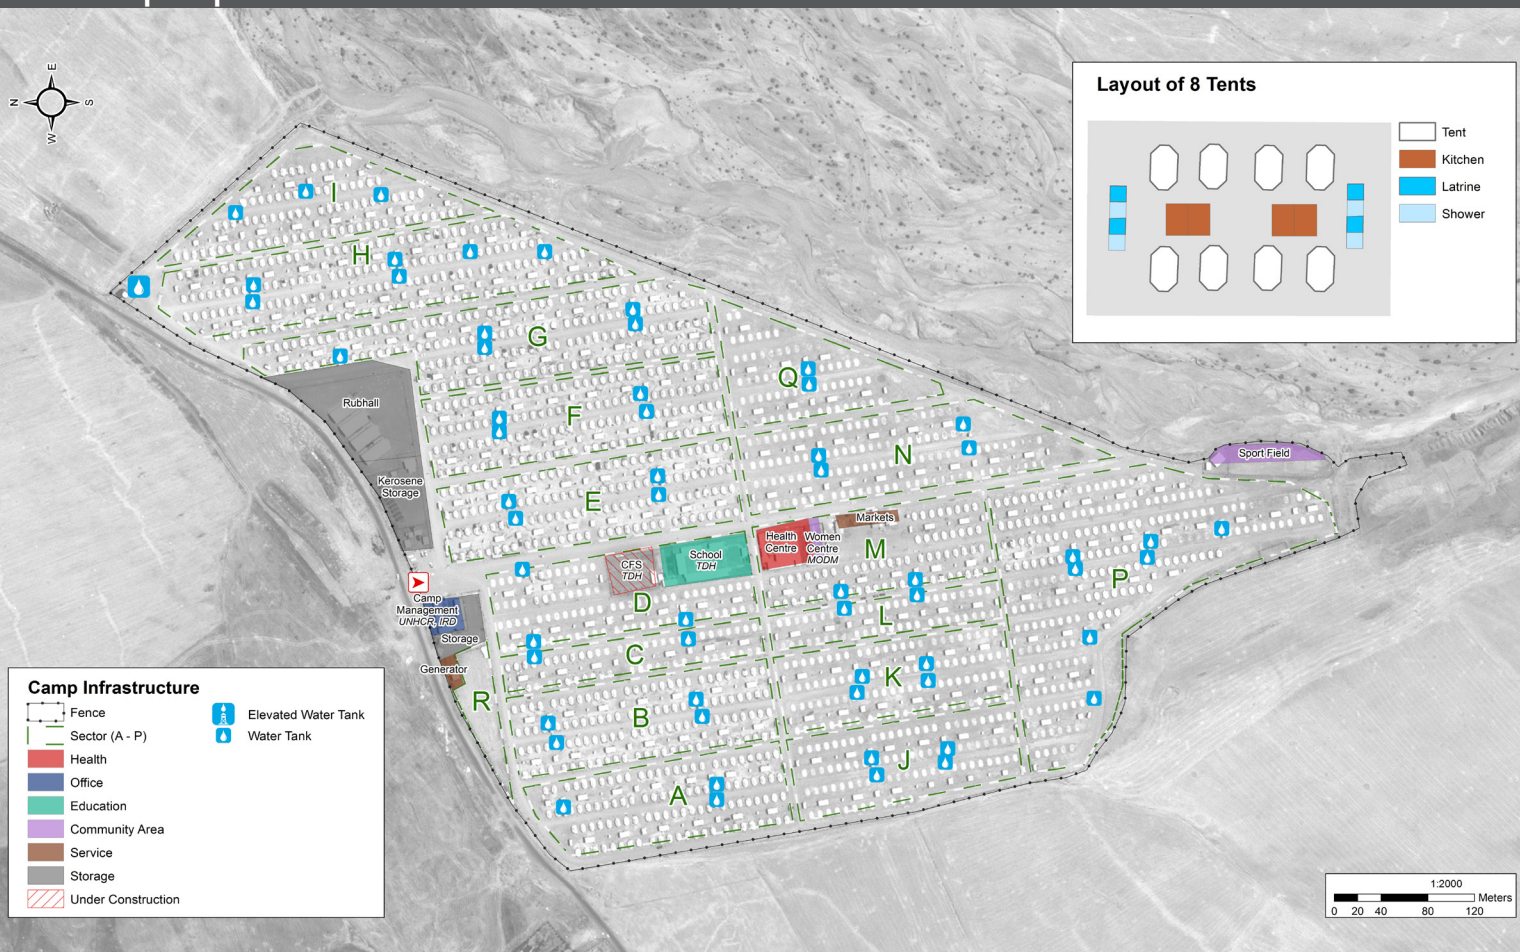 E
N
S
W
Layout of 8 Tents
Tent
Kitchen
Latrine
Shower
I
H
G
Q
Rubhall
F
N
Sport Field
Kerosene
Storage
E
Markets
Health
Centre
Women
Centre
MODM
M
School
TDH
CFS
TDH
P
Camp
Management
UNHCR, IRD
D
L
Storage
C
Generator
K
R
B
J
A
Camp Infrastructure
Fence
Sector (A - P)
Health
Office
Education
Community Area
Service
Storage
Under Construction
Elevated Water Tank
Water Tank
1:2000
Meters
0 20 40 80 120